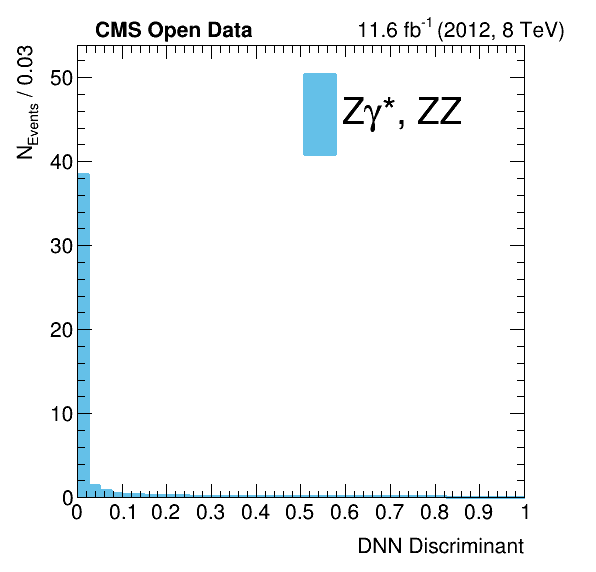 CMS Open Data 11.6 fb⁻¹ (2012, 8 TeV)
N_Events / 0.03
Zγ*, ZZ
50
40
30
20
10
0
0 0.1 0.2 0.3 0.4 0.5 0.6 0.7 0.8 0.9 1
DNN Discriminant